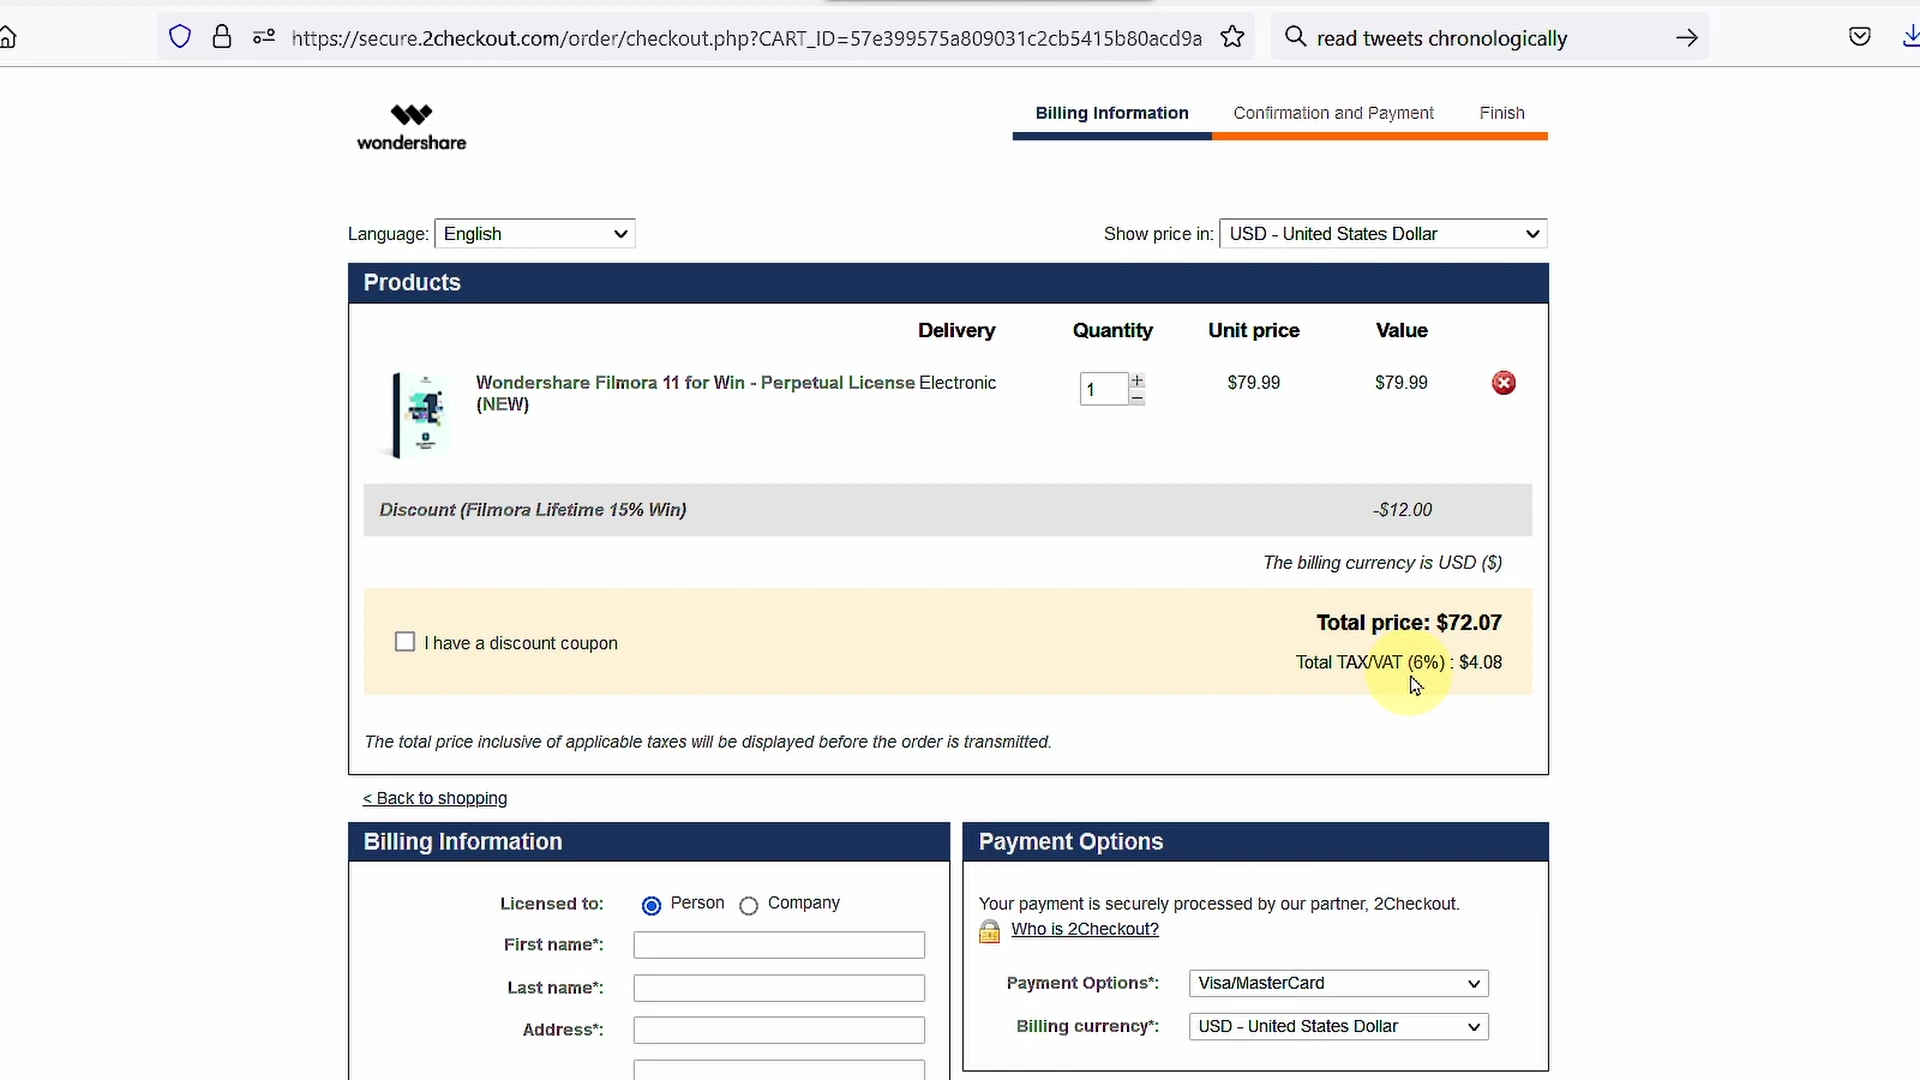 https://secure.2checkout.com/order/checkout.php?CART_ID=57e399575a809031c2cb5415b80acd9a
read tweets chronologically
wondershare
Billing Information
Confirmation and Payment
Finish
Language: English
Show price in: USD - United States Dollar
Products
Delivery Quantity Unit price Value
Wondershare Filmora 11 for Win - Perpetual License Electronic 1 $79.99 $79.99
(NEW)
Discount (Filmora Lifetime 15% Win) -$12.00
The billing currency is USD ($)
Total price: $72.07
I have a discount coupon
Total TAX/VAT (6%) : $4.08
The total price inclusive of applicable taxes will be displayed before the order is transmitted.
< Back to shopping
Billing Information
Licensed to: Person Company
First name*:
Last name*:
Address*:
Payment Options
Your payment is securely processed by our partner, 2Checkout.
Who is 2Checkout?
Payment Options*: Visa/MasterCard
Billing currency*: USD - United States Dollar